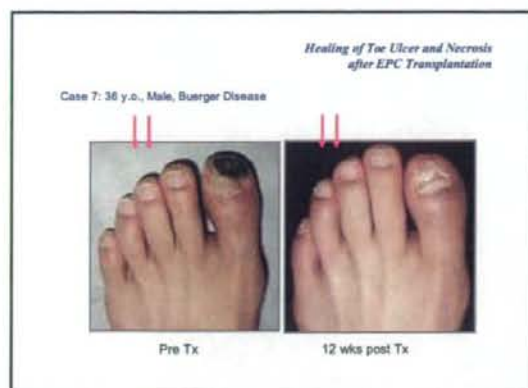 Healing of Toe Ulcer and Necrosis
after EPC Transplantation
Case 7: 36 y.o., Male, Buerger Disease
Pre Tx
12 wks post Tx